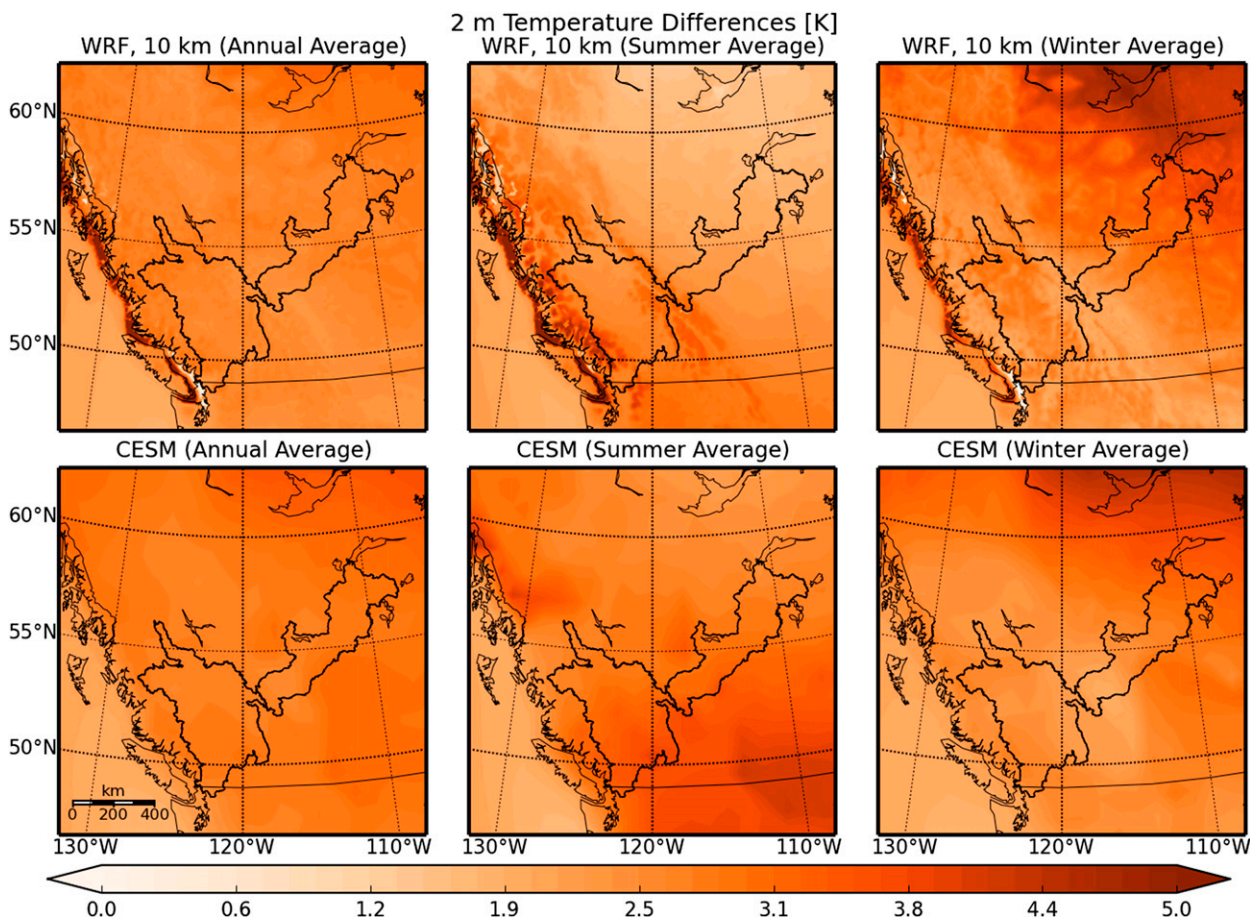 2 m Temperature Differences [K]
WRF, 10 km (Annual Average) WRF, 10 km (Summer Average) WRF, 10 km (Winter Average)
60°N
55°N
50°N
CESM (Annual Average) CESM (Summer Average) CESM (Winter Average)
60°N
55°N
50°N
km
0 200 400
130°W 120°W 110°W 130°W 120°W 110°W 130°W 120°W 110°W
0.0 0.6 1.2 1.9 2.5 3.1 3.8 4.4 5.0